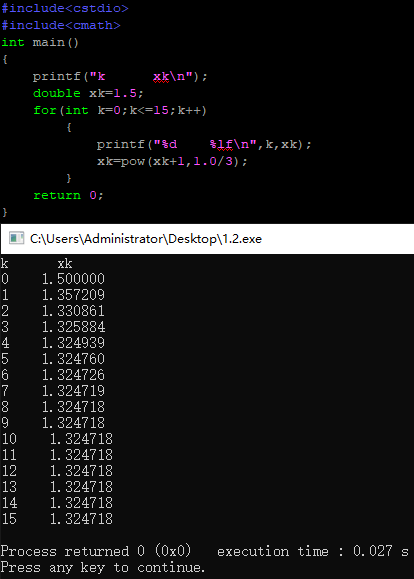 #include<cstdio>
#include<cmath>
int main()
{
    printf("k       xk\n");
    double xk=1.5;
    for(int k=0;k<=15;k++)
        {
            printf("%d    %lf\n",k,xk);
            xk=pow(xk+1,1.0/3);
        }
    return 0;
}
C:\Users\Administrator\Desktop\1.2.exe
k      xk
0    1.500000
1    1.357209
2    1.330861
3    1.325884
4    1.324939
5    1.324760
6    1.324726
7    1.324719
8    1.324718
9    1.324718
10    1.324718
11    1.324718
12    1.324718
13    1.324718
14    1.324718
15    1.324718
Process returned 0 (0x0)   execution time : 0.027 s
Press any key to continue.